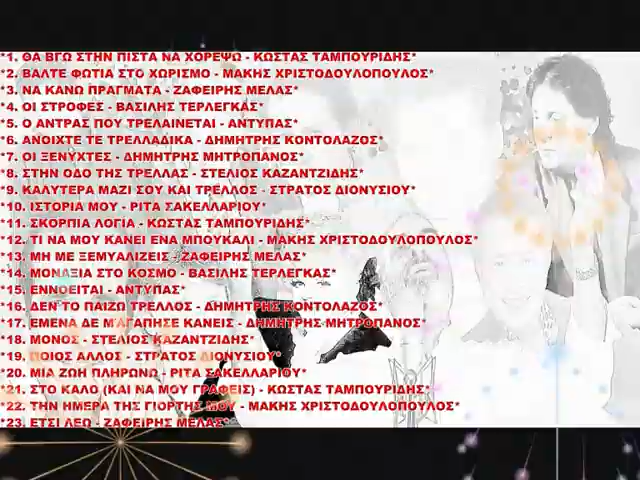 *1. ΘΑ ΒΓΩ ΣΤΗΝ ΠΙΣΤΑ ΝΑ ΧΟΡΕΨΩ - ΚΩΣΤΑΣ ΤΑΜΠΟΥΡΙΔΗΣ*
*2. ΒΑΛΤΕ ΦΩΤΙΑ ΣΤΟ ΧΩΡΙΣΜΟ - ΜΑΚΗΣ ΧΡΙΣΤΟΔΟΥΛΟΠΟΥΛΟΣ*
*3. ΝΑ ΚΑΝΩ ΠΡΑΓΜΑΤΑ - ΖΑΦΕΙΡΗΣ ΜΕΛΑΣ*
*4. ΟΙ ΣΤΡΟΦΕΣ - ΒΑΣΙΛΗΣ ΤΕΡΛΕΓΚΑΣ*
*5. Ο ΑΝΤΡΑΣ ΠΟΥ ΤΡΕΛΑΙΝΕΤΑΙ - ΑΝΤΥΠΑΣ*
*6. ΑΝΟΙΧΤΕ ΤΕ ΤΡΕΛΛΑΔΙΚΑ - ΔΗΜΗΤΡΗΣ ΚΟΝΤΟΛΑΖΟΣ*
*7. ΟΙ ΞΕΝΥΧΤΕΣ - ΔΗΜΗΤΡΗΣ ΜΗΤΡΟΠΑΝΟΣ*
*8. ΣΤΗΝ ΟΔΟ ΤΗΣ ΤΡΕΛΛΑΣ - ΣΤΕΛΙΟΣ ΚΑΖΑΝΤΖΙΔΗΣ*
*9. ΚΑΛΥΤΕΡΑ ΜΑΖΙ ΣΟΥ ΚΑΙ ΤΡΕΛΛΟΣ - ΣΤΡΑΤΟΣ ΔΙΟΝΥΣΙΟΥ*
*10. ΙΣΤΟΡΙΑ ΜΟΥ - ΡΙΤΑ ΣΑΚΕΛΛΑΡΙΟΥ*
*11. ΣΚΟΡΠΙΑ ΛΟΓΙΑ - ΚΩΣΤΑΣ ΤΑΜΠΟΥΡΙΔΗΣ*
*12. ΤΙ ΝΑ ΜΟΥ ΚΑΝΕΙ ΕΝΑ ΜΠΟΥΚΑΛΙ - ΜΑΚΗΣ ΧΡΙΣΤΟΔΟΥΛΟΠΟΥΛΟΣ*
*13. ΜΗ ΜΕ ΞΕΜΥΑΛΙΖΕΙΣ - ΖΑΦΕΙΡΗΣ ΜΕΛΑΣ*
*14. ΜΟΝΑΞΙΑ ΣΤΟ ΚΟΣΜΟ - ΒΑΣΙΛΗΣ ΤΕΡΛΕΓΚΑΣ*
*15. ΕΝΝΟΕΙΤΑΙ - ΑΝΤΥΠΑΣ*
*16. ΔΕΝ ΤΟ ΠΑΙΖΩ ΤΡΕΛΛΟΣ - ΔΗΜΗΤΡΗΣ ΚΟΝΤΟΛΑΖΟΣ*
*17. ΕΜΕΝΑ ΔΕ Μ'ΑΓΑΠΗΣΕ ΚΑΝΕΙΣ - ΔΗΜΗΤΡΗΣ ΜΗΤΡΟΠΑΝΟΣ*
*18. ΜΟΝΟΣ - ΣΤΕΛΙΟΣ ΚΑΖΑΝΤΖΙΔΗΣ*
*19. ΠΟΙΟΣ ΑΛΛΟΣ - ΣΤΡΑΤΟΣ ΔΙΟΝΥΣΙΟΥ*
*20. ΜΙΑ ΖΩΗ ΠΛΗΡΩΝΩ - ΡΙΤΑ ΣΑΚΕΛΛΑΡΙΟΥ*
*21. ΣΤΟ ΚΑΛΟ (ΚΑΙ ΝΑ ΜΟΥ ΓΡΑΦΕΙΣ) - ΚΩΣΤΑΣ ΤΑΜΠΟΥΡΙΔΗΣ*
*22. ΤΗΝ ΗΜΕΡΑ ΤΗΣ ΓΙΟΡΤΗΣ ΜΟΥ - ΜΑΚΗΣ ΧΡΙΣΤΟΔΟΥΛΟΠΟΥΛΟΣ*
*23. ΕΤΣΙ ΛΕΩ - ΖΑΦΕΙΡΗΣ ΜΕΛΑΣ*